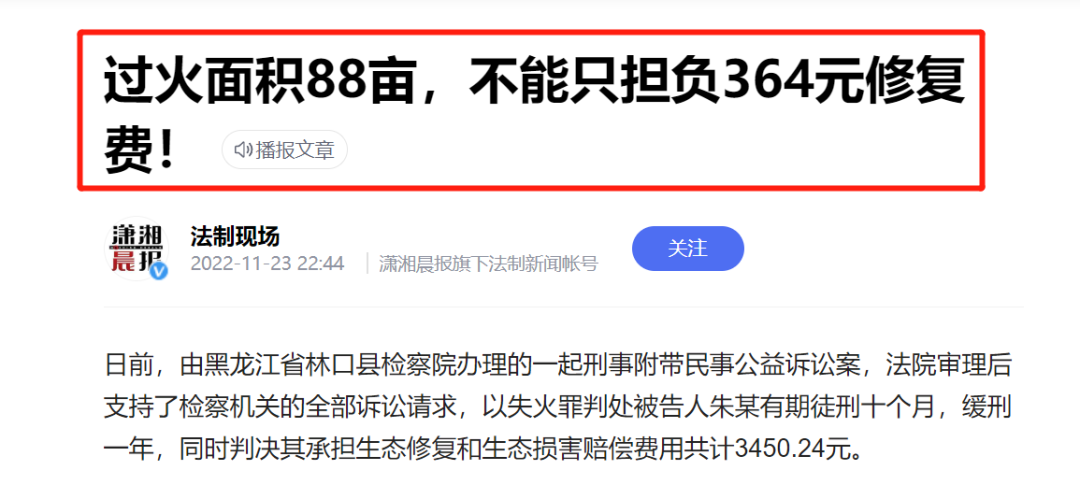 过火面积88亩，不能只担负364元修复
费！ 播报文章
潇湘
晨报
法制现场
2022-11-23 22:44 潇湘晨报旗下法制新闻帐号
关注
日前，由黑龙江省林口县检察院办理的一起刑事附带民事公益诉讼案，法院审理后
支持了检察机关的全部诉讼请求，以失火罪判处被告人朱某有期徒刑十个月，缓刑
一年，同时判决其承担生态修复和生态损害赔偿费用共计3450.24元。